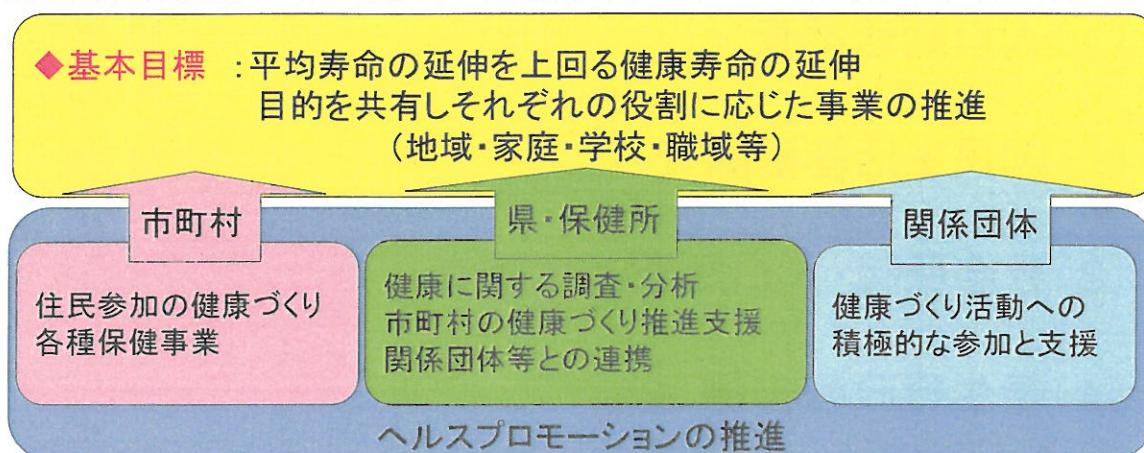 ◆基本目標：平均寿命の延伸を上回る健康寿命の延伸
目的を共有しそれぞれの役割に応じた事業の推進
（地域・家庭・学校・職域等）
市町村
住民参加の健康づくり
各種保健事業
県・保健所
健康に関する調査・分析
市町村の健康づくり推進支援
関係団体等との連携
関係団体
健康づくり活動への
積極的な参加と支援
ヘルスプロモーションの推進